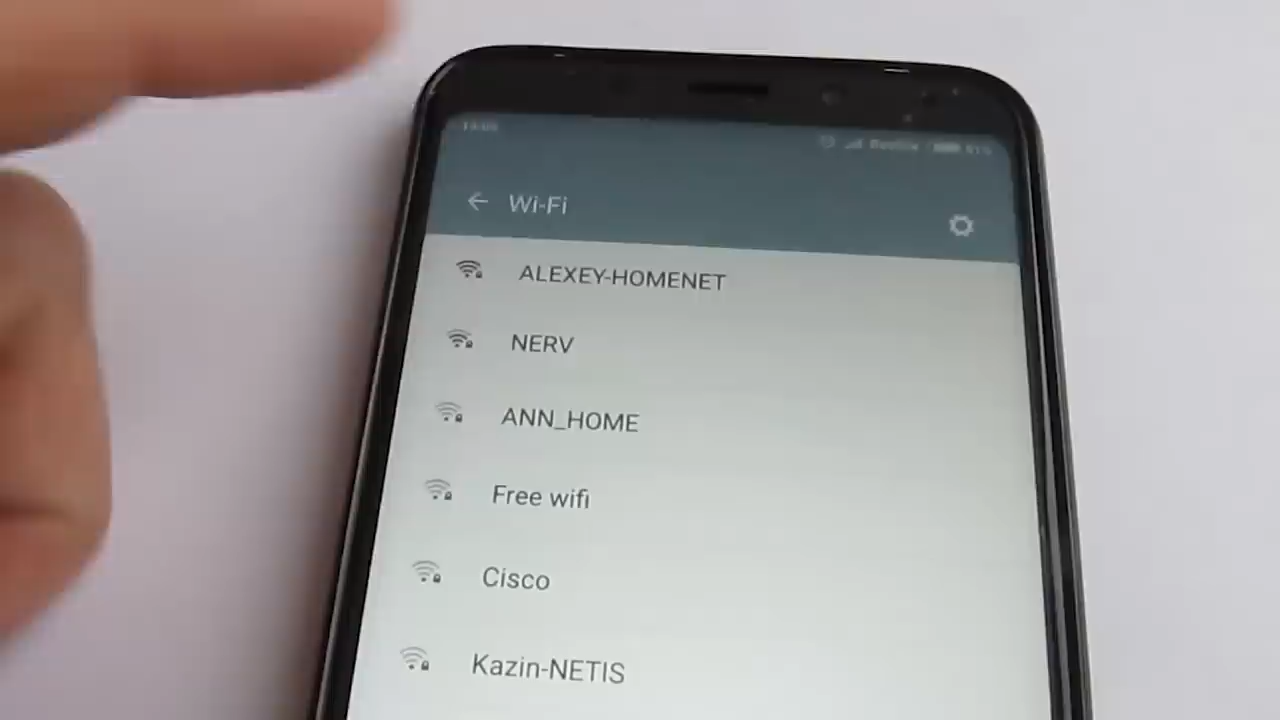 Wi-Fi
ALEXEY-HOMENET
NERV
ANN_HOME
Free wifi
Cisco
Kazin-NETIS